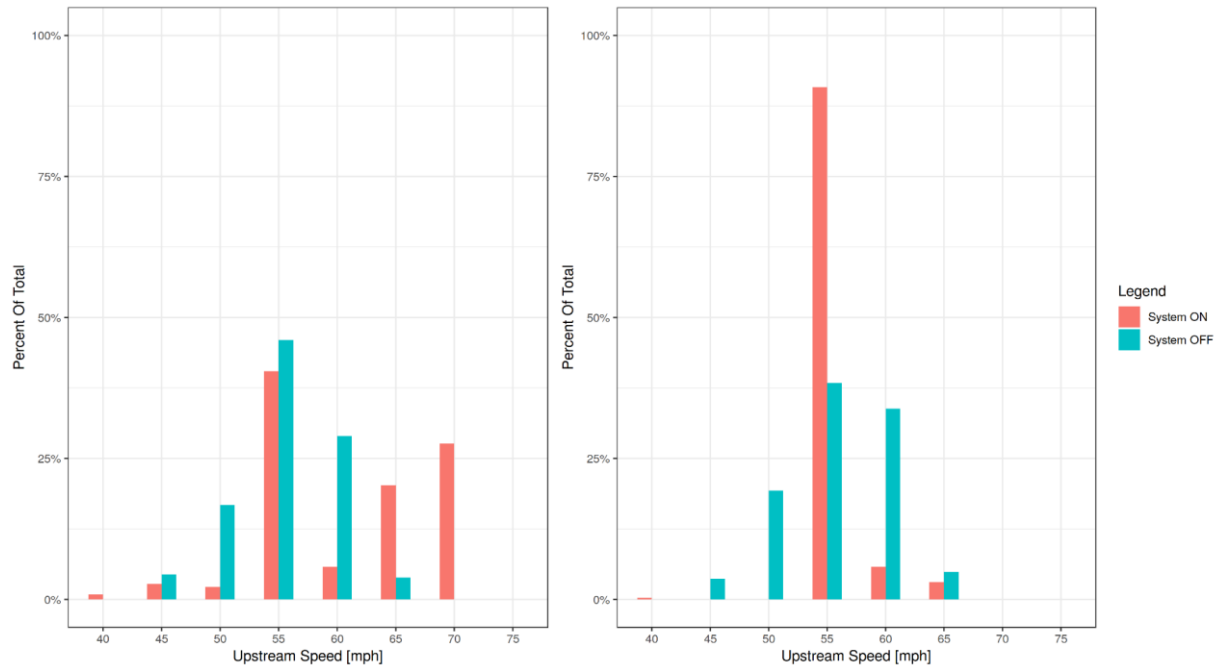 100%
75%
50%
25%
0%
Percent Of Total
40 45 50 55 60 65 70 75
Upstream Speed [mph]
100%
75%
50%
25%
0%
Percent Of Total
40 45 50 55 60 65 70 75
Upstream Speed [mph]
Legend
System ON
System OFF